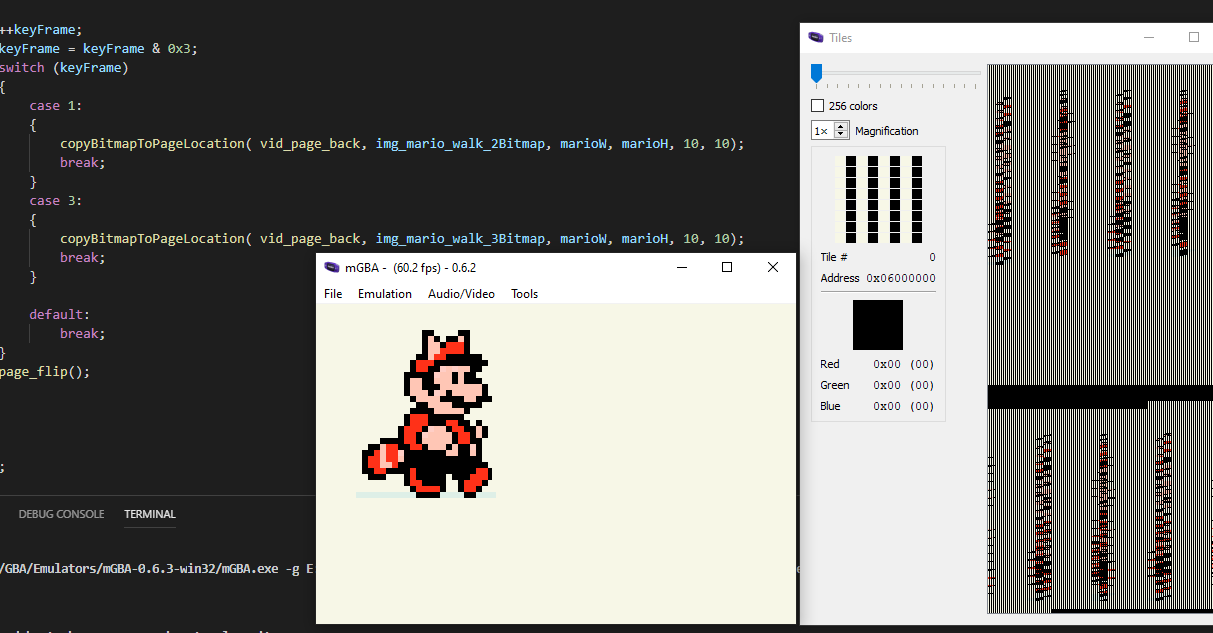 ++keyFrame;
keyFrame = keyFrame & 0x3;
switch (keyFrame)
{
case 1:
{
copyBitmapToPageLocation( vid_page_back, img_mario_walk_2Bitmap, marioW, marioH, 10, 10);
break;
}
case 3:
{
copyBitmapToPageLocation( vid_page_back, img_mario_walk_3Bitmap, marioW, marioH, 10, 10);
break;
}
default:
break;
}
page_flip();
;
DEBUG CONSOLE TERMINAL
/GBA/Emulators/mGBA-0.6.3-win32/mGBA.exe -g E
mGBA - (60.2 fps) - 0.6.2
File Emulation Audio/Video Tools
Tiles
256 colors
1× Magnification
Tile # 0
Address 0x06000000
Red 0x00 (00)
Green 0x00 (00)
Blue 0x00 (00)